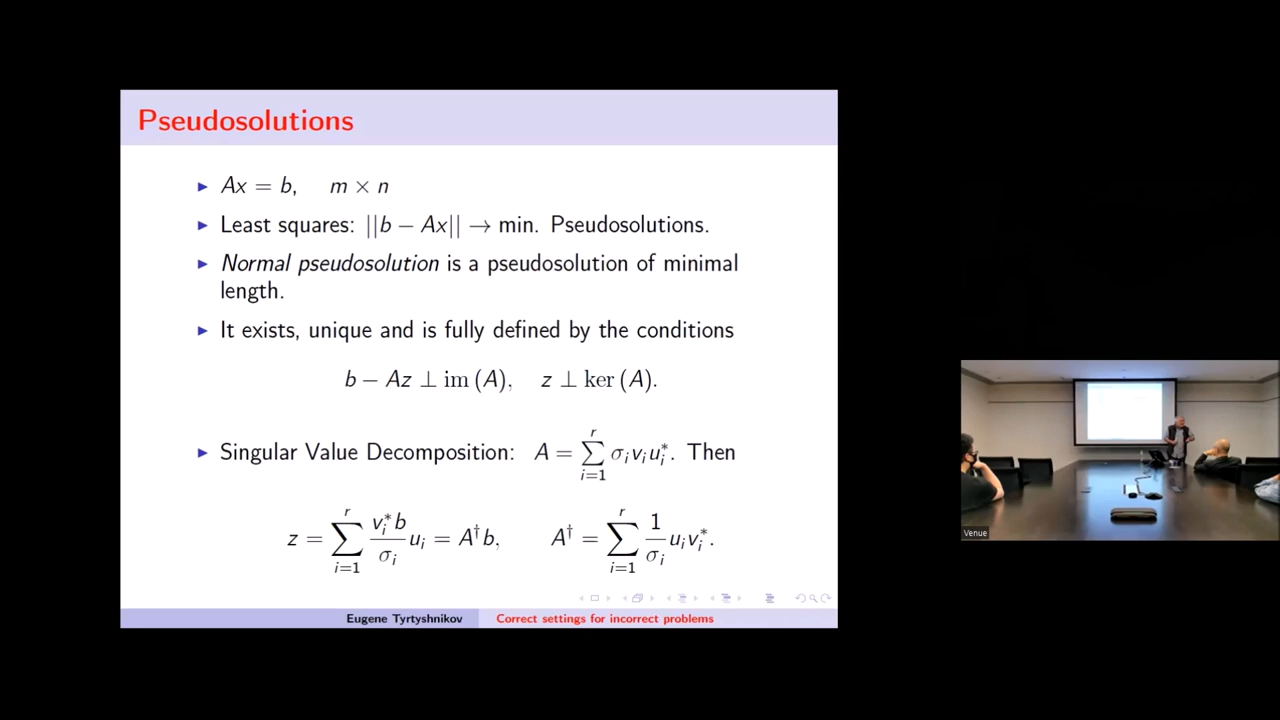 Pseudosolutions
▶ Ax = b, m × n
▶ Least squares: ||b − Ax|| → min. Pseudosolutions.
▶ Normal pseudosolution is a pseudosolution of minimal
length.
▶ It exists, unique and is fully defined by the conditions
b − Az ⊥ im (A), z ⊥ ker (A).
▶ Singular Value Decomposition: A = ∑_{i=1}^{r} σ_i v_i u_i^*. Then
z = ∑_{i=1}^{r} \frac{v_i^* b}{σ_i} u_i = A^† b, A^† = ∑_{i=1}^{r} \frac{1}{σ_i} u_i v_i^*.
Eugene Tyrtyshnikov Correct settings for incorrect problems
Venue